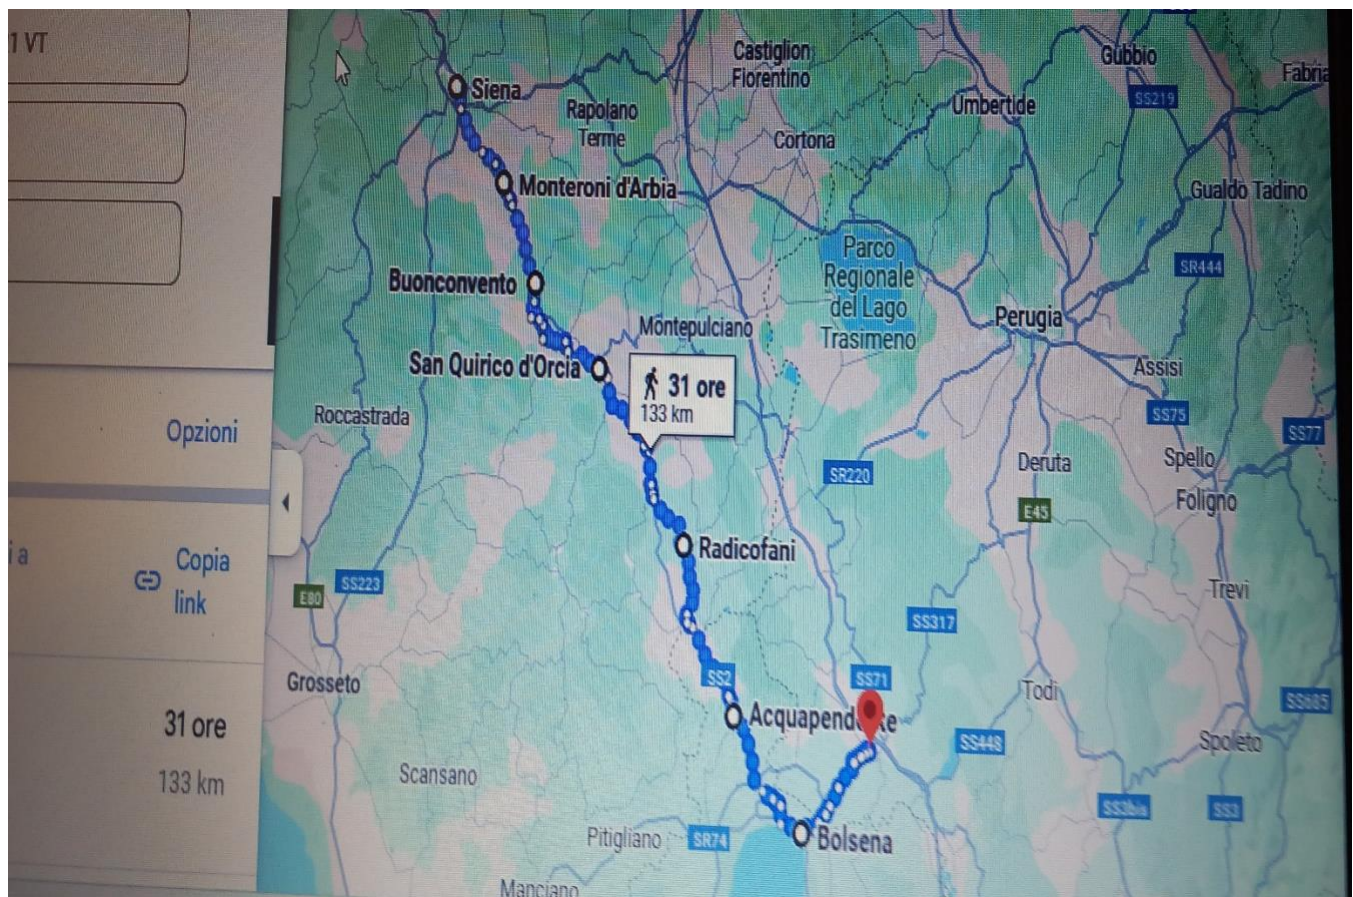 1 VT
Opzioni
i a
Copia
link
31 ore
133 km
Siena
Castiglion
Fiorentino
Gubbio
Fabria
SS219
Umbertide
Rapolano
Terme
Cortona
Monteroni d'Arbia
Gualdo Tadino
Parco
Regionale
del Lago
Trasimeno
SR444
Buonconvento
Montepulciano
Perugia
San Quirico d'Orcia
Assisi
31 ore
133 km
Roccastrada
SS75
SS77
Deruta
Spello
SR220
Foligno
E45
Radicofani
SS223
E80
Trevi
SS317
Grosseto
SS2
SS71
Todi
SS685
Acquapend te
SS448
Spoleto
Scansano
SS3bis
SS3
Pitigliano
SR74
Bolsena
Manciano